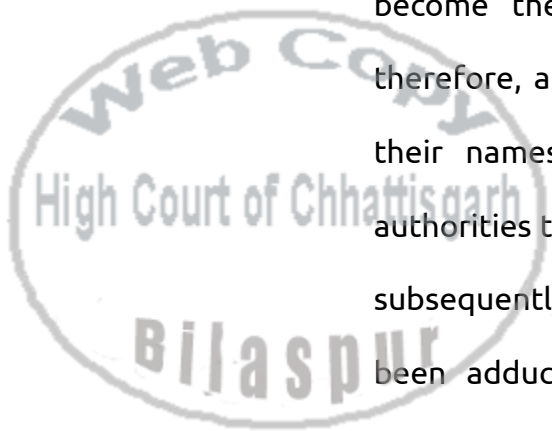 become the
Web Copy
therefore, a
their names
High Court of Chhattisgarh
authorities t
subsequentl
Bilaspur
been adduc